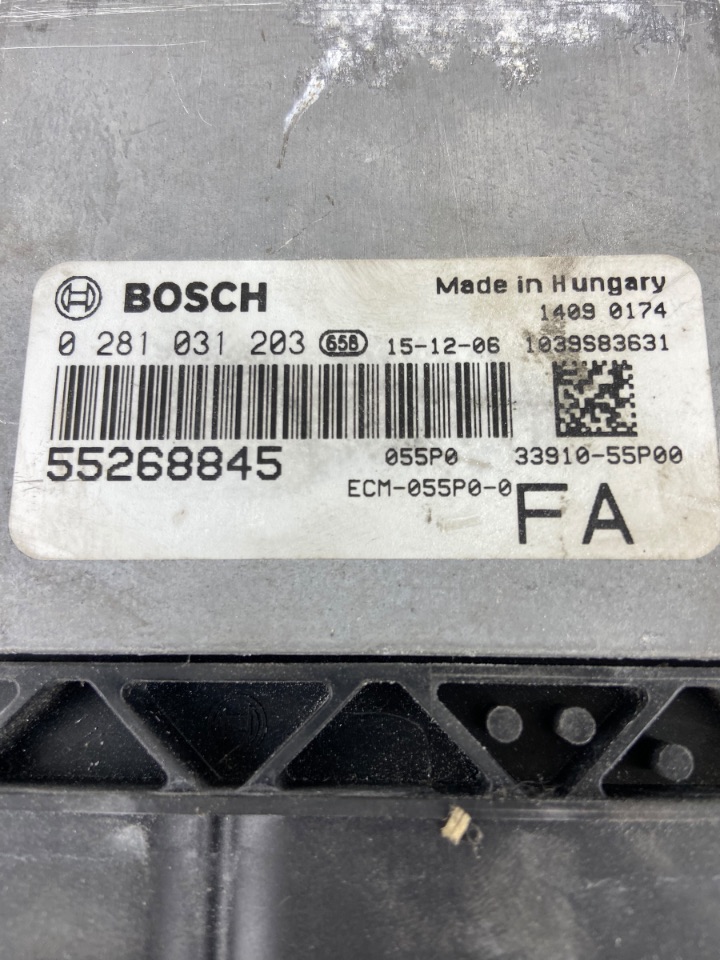 BOSCH
Made in Hungary
1409 0174
0 281 031 203 658 15-12-06 1039S83631
55268845
055P0 33910-55P00
ECM-055P0-0
FA